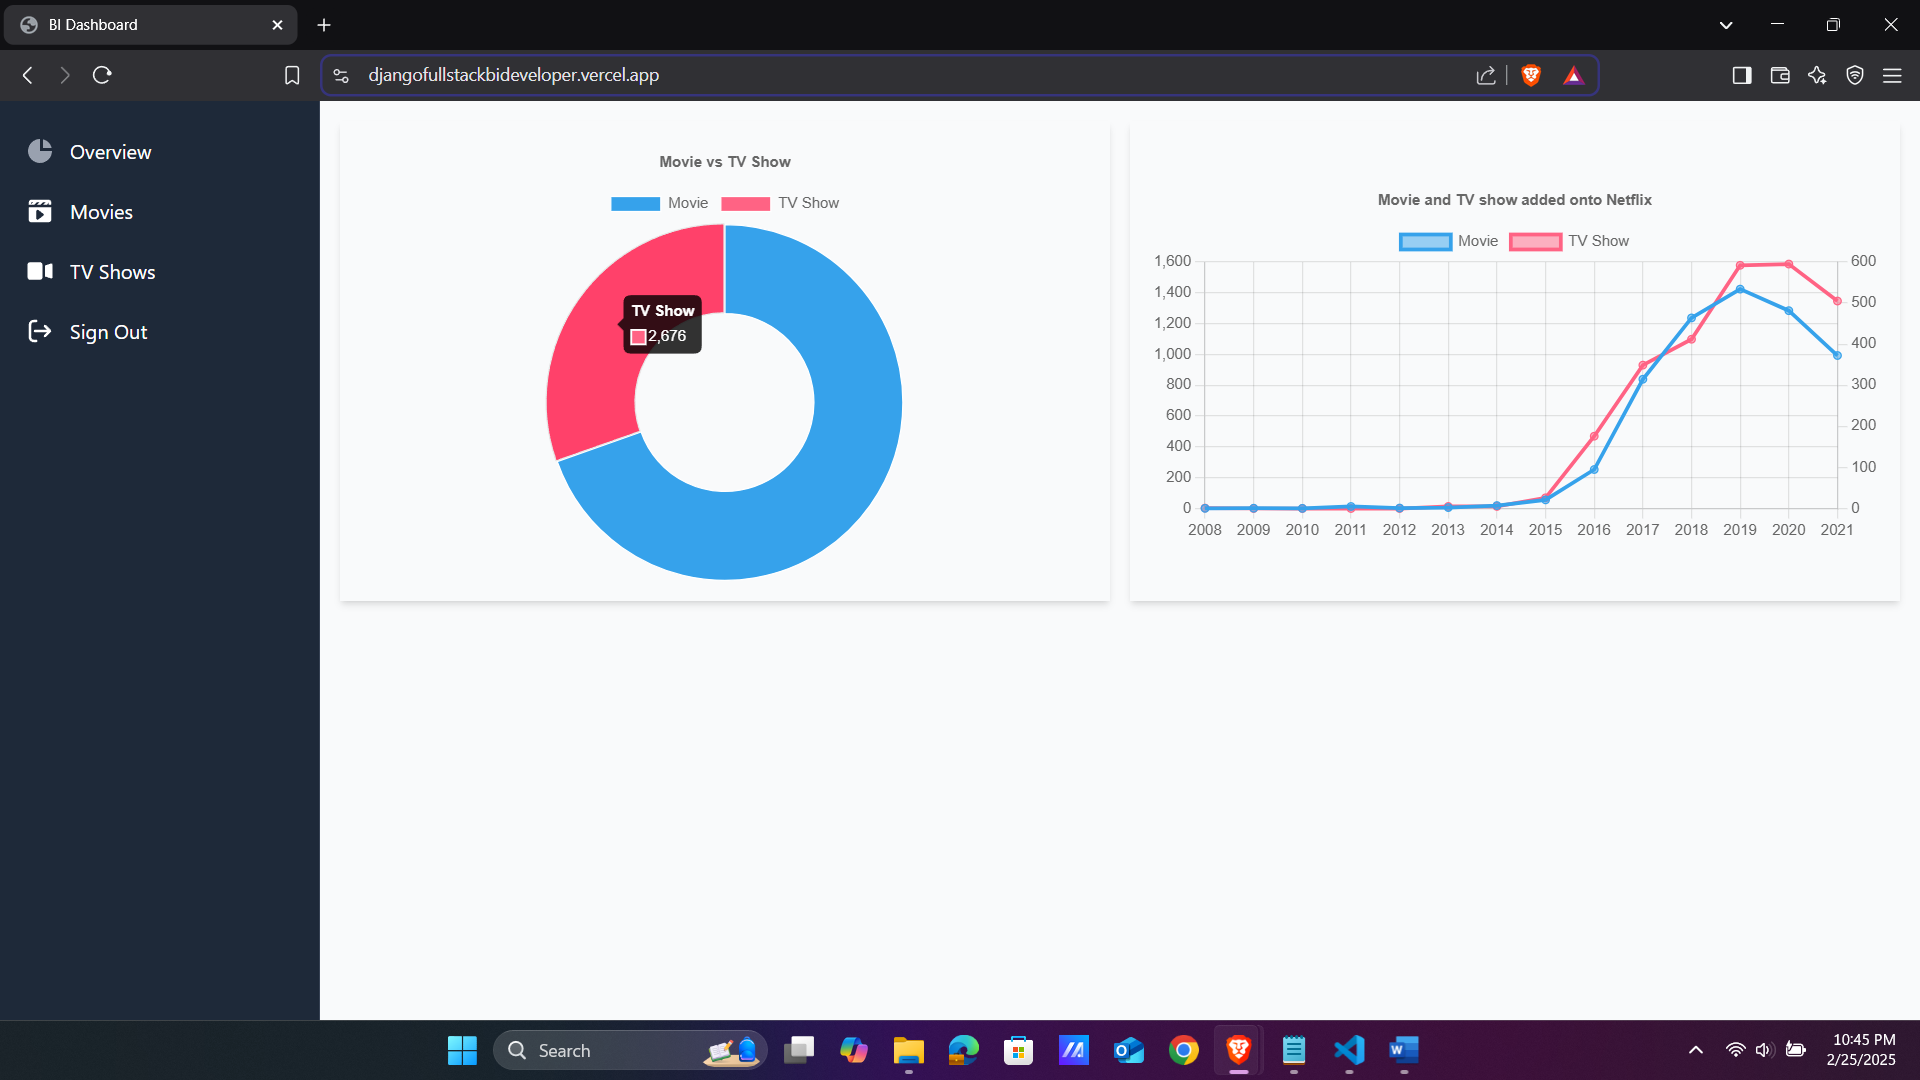 BI Dashboard
djangofullstackbideveloper.vercel.app
Overview
Movies
TV Shows
Sign Out
Movie vs TV Show
Movie TV Show
TV Show
2,676
Movie and TV show added onto Netflix
Movie TV Show
1,600
1,400
1,200
1,000
800
600
400
200
0
600
500
400
300
200
100
0
2008 2009 2010 2011 2012 2013 2014 2015 2016 2017 2018 2019 2020 2021
Search
10:45 PM
2/25/2025